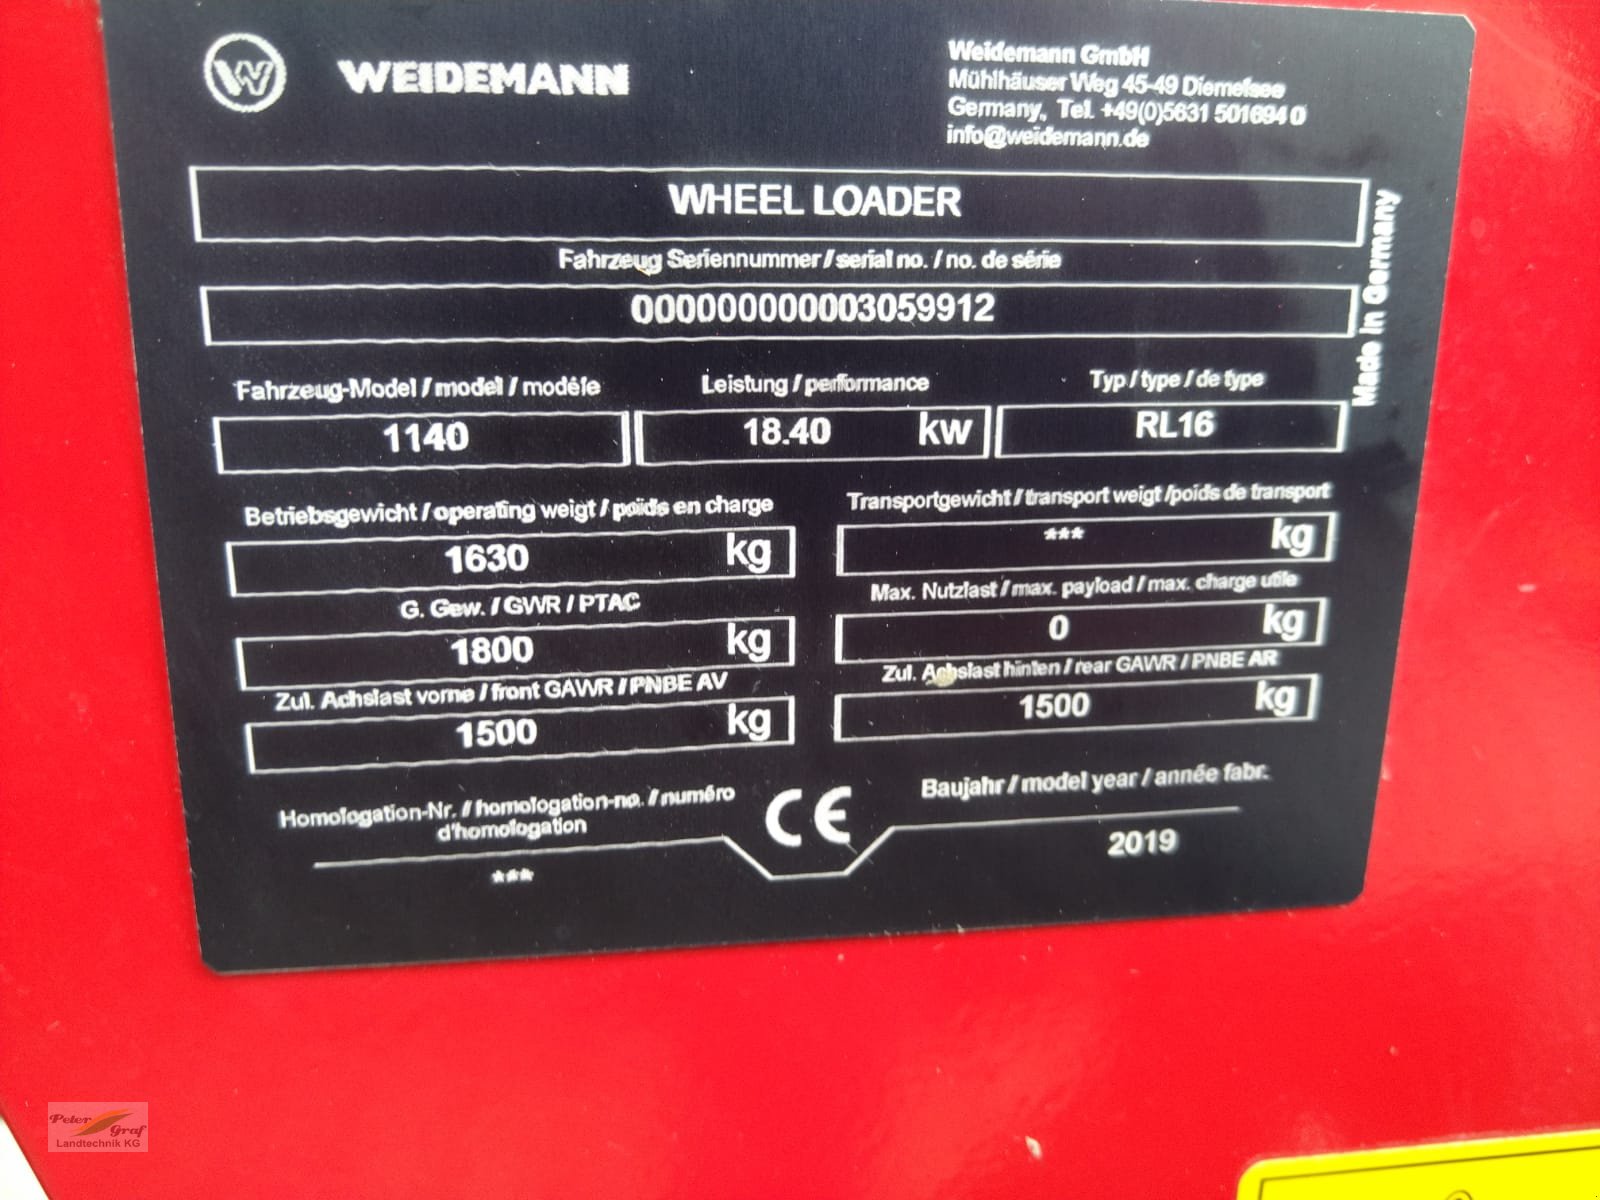 W WEIDEMANN
Weidemann GmbH
Mühlhäuser Weg 45-49 Diemelsee
Germany, Tel. +49(0)5631 501694 0
info@weidemann.de
WHEEL LOADER
Made in Germany
Fahrzeug Seriennummer / serial no. / no. de série
000000000003059912
Fahrzeug-Model / model / modéle
Leistung / performance
Typ / type / de type
1140
18.40 kw
RL16
Betriebsgewicht / operating weigt / poids en charge
Transportgewicht / transport weigt /poids de transport
1630 kg
*** kg
G. Gew. / GWR / PTAC
Max. Nutzlast / max. payload / max. charge utile
1800 kg
0 kg
Zul. Achslast vorne / front GAWR / PNBE AV
Zul. Achslast hinten / rear GAWR / PNBE AR
1500 kg
1500 kg
Homologation-Nr. / homologation-no. / numéro
d'homologation
***
CE
Baujahr / model year / année fabr.
2019
Peter
Graf
Landtechnik KG